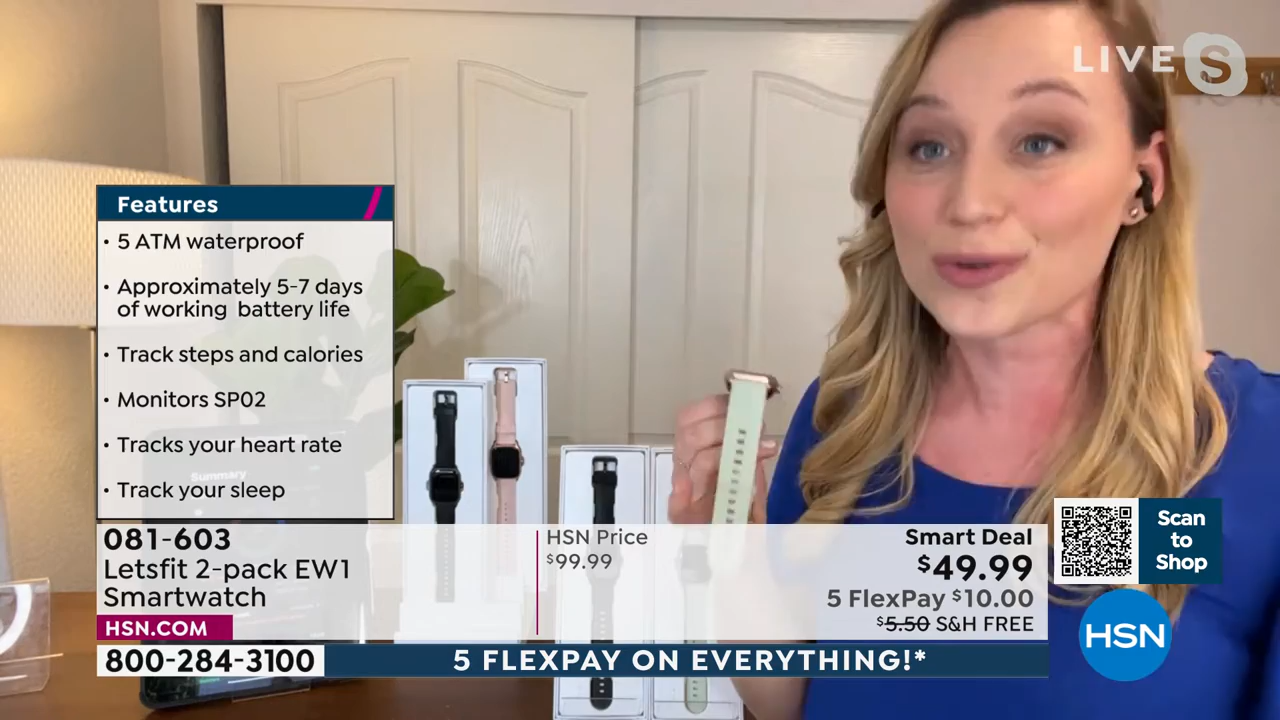 LIVE S
Features
• 5 ATM waterproof
• Approximately 5-7 days
of working battery life
• Track steps and calories
• Monitors SP02
• Tracks your heart rate
• Track your sleep
Summary
081-603
Letsfit 2-pack EW1
Smartwatch
HSN.COM
HSN Price
$99.99
Smart Deal
$49.99
5 FlexPay $10.00
$5.50 S&H FREE
Scan
to
Shop
HSN
800-284-3100
5 FLEXPAY ON EVERYTHING!*